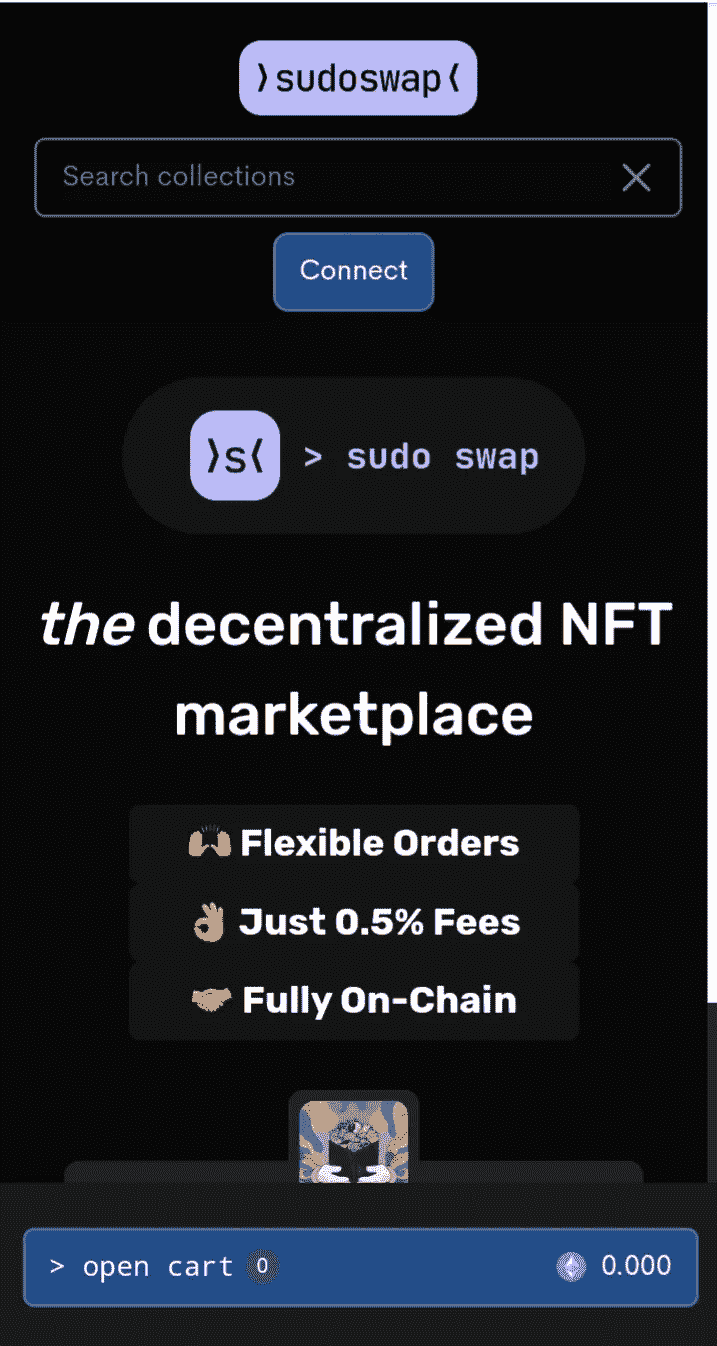 ⟩sudoswap⟨
Search collections
Connect
⟩s⟨ > sudo swap
the decentralized NFT
marketplace
🙌🏽 Flexible Orders
👌🏽 Just 0.5% Fees
🤝🏽 Fully On-Chain
> open cart 0 0.000